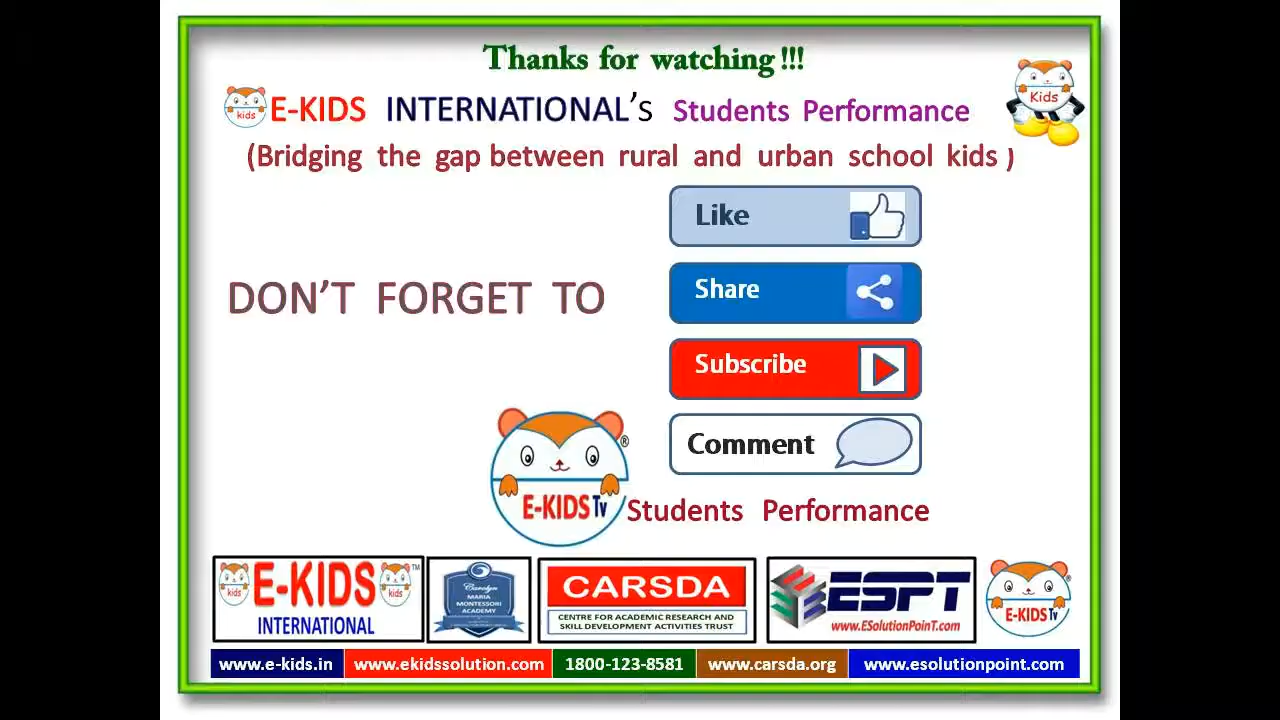 Thanks for watching !!!
kids E-KIDS INTERNATIONAL'S Students Performance
Kids
(Bridging the gap between rural and urban school kids )
Like
Share
DON'T FORGET TO
Subscribe
Comment
E-KIDS Tv ®
Students Performance
kids E-KIDS kids ™
INTERNATIONAL
Carolyn
MARIA
MONTESSORI
ACADEMY
CARSDA
CENTRE FOR ACADEMIC RESEARCH AND
SKILL DEVELOPMENT ACTIVITIES TRUST
ESPT
www.ESolutionPoinT.com
E-KIDS Tv ®
www.e-kids.in www.ekidssolution.com 1800-123-8581 www.carsda.org www.esolutionpoint.com